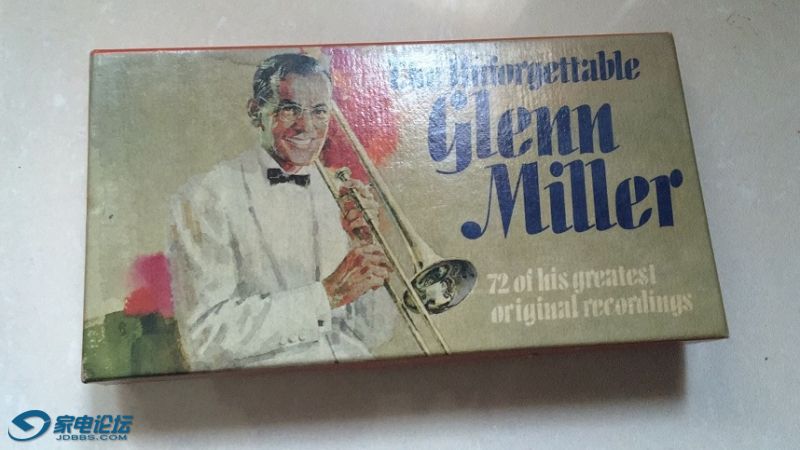 The Unforgettable
Glenn
Miller
72 of his greatest
original recordings
家电论坛
JDBBS.COM